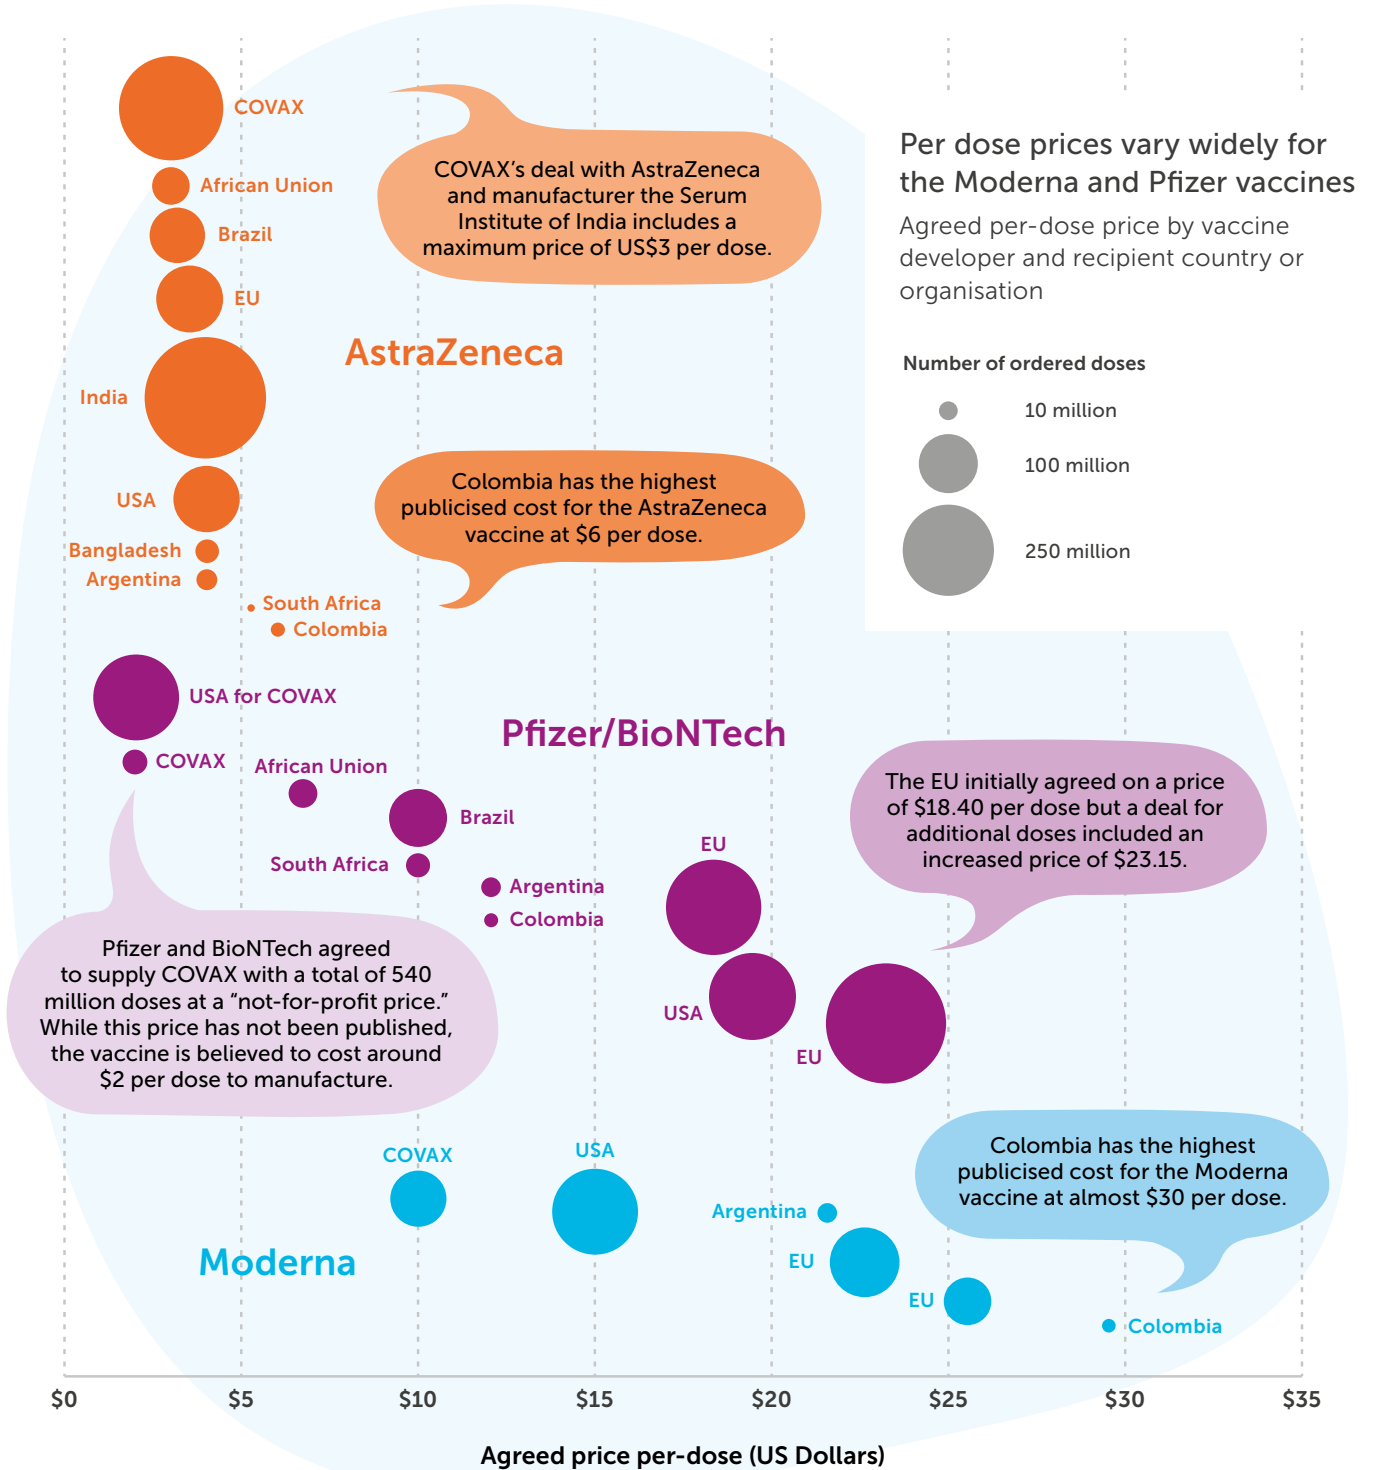 COVAX
African Union
Brazil
EU
India
USA
Bangladesh
Argentina
South Africa
Colombia
AstraZeneca
COVAX’s deal with AstraZeneca
and manufacturer the Serum
Institute of India includes a
maximum price of US$3 per dose.
Colombia has the highest
publicised cost for the AstraZeneca
vaccine at $6 per dose.
Per dose prices vary widely for
the Moderna and Pfizer vaccines
Agreed per-dose price by vaccine
developer and recipient country or
organisation
Number of ordered doses
10 million
100 million
250 million
USA for COVAX
COVAX
African Union
Brazil
South Africa
Argentina
Colombia
EU
USA
EU
Pfizer/BioNTech
The EU initially agreed on a price
of $18.40 per dose but a deal for
additional doses included an
increased price of $23.15.
Pfizer and BioNTech agreed
to supply COVAX with a total of 540
million doses at a “not-for-profit price.”
While this price has not been published,
the vaccine is believed to cost around
$2 per dose to manufacture.
COVAX
USA
Argentina
EU
EU
Colombia
Moderna
Colombia has the highest
publicised cost for the Moderna
vaccine at almost $30 per dose.
$0
$5
$10
$15
$20
$25
$30
$35
Agreed price per-dose (US Dollars)